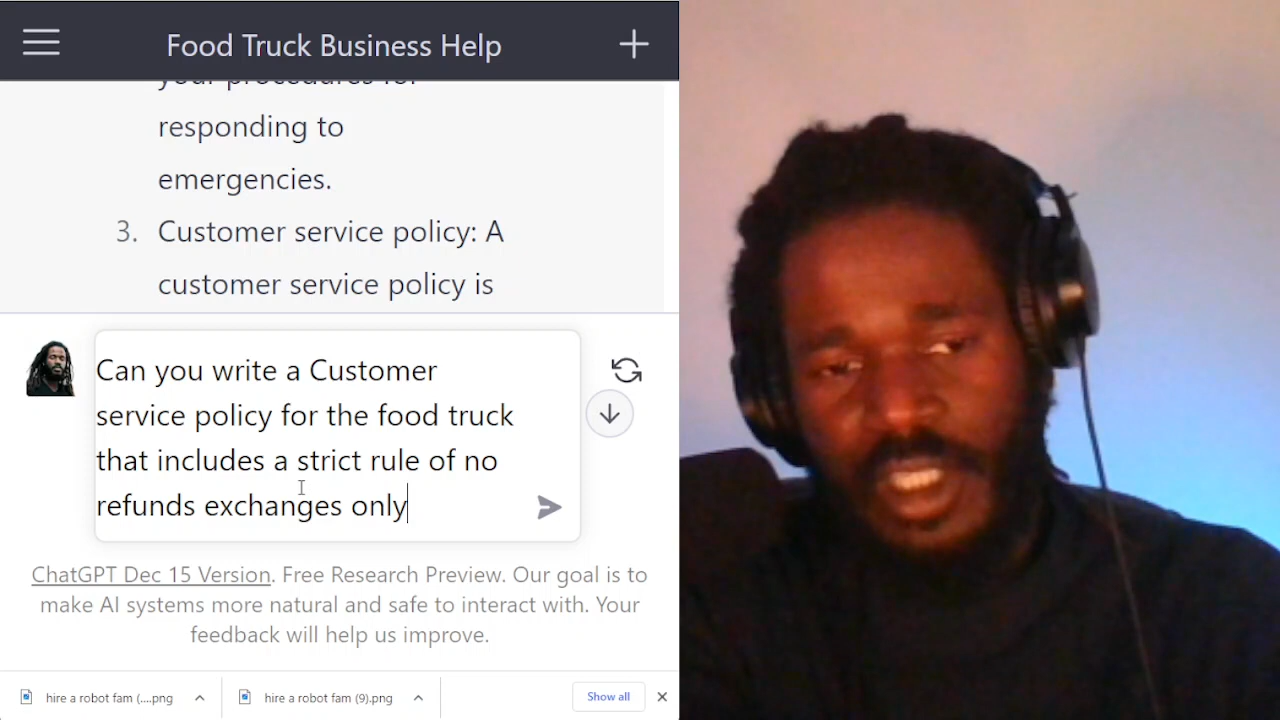 Food Truck Business Help
your procedures for
responding to
emergencies.
3. Customer service policy: A
customer service policy is
Can you write a Customer
service policy for the food truck
that includes a strict rule of no
refunds exchanges only
ChatGPT Dec 15 Version. Free Research Preview. Our goal is to
make AI systems more natural and safe to interact with. Your
feedback will help us improve.
hire a robot fam (....png
hire a robot fam (9).png
Show all